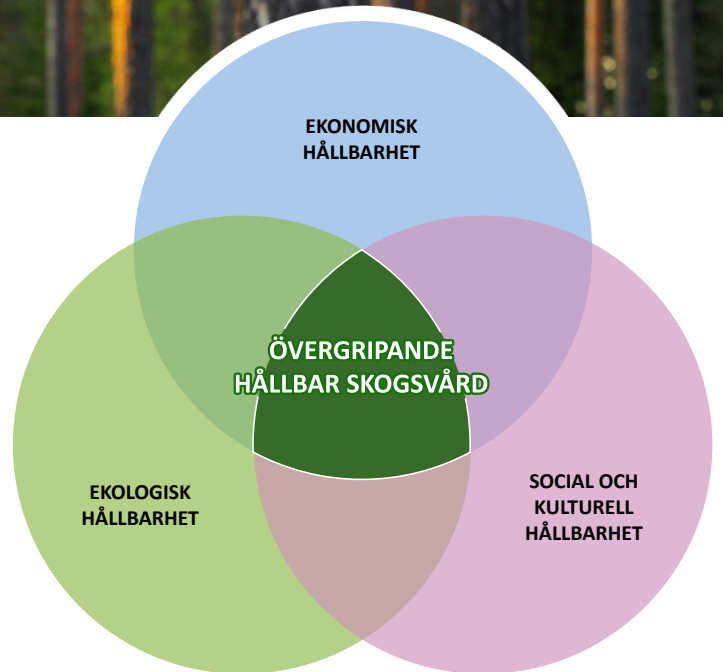 EKONOMISK
HÅLLBARHET
ÖVERGRIPANDE
HÅLLBAR SKOGSVÅRD
EKOLOGISK
HÅLLBARHET
SOCIAL OCH
KULTURELL
HÅLLBARHET